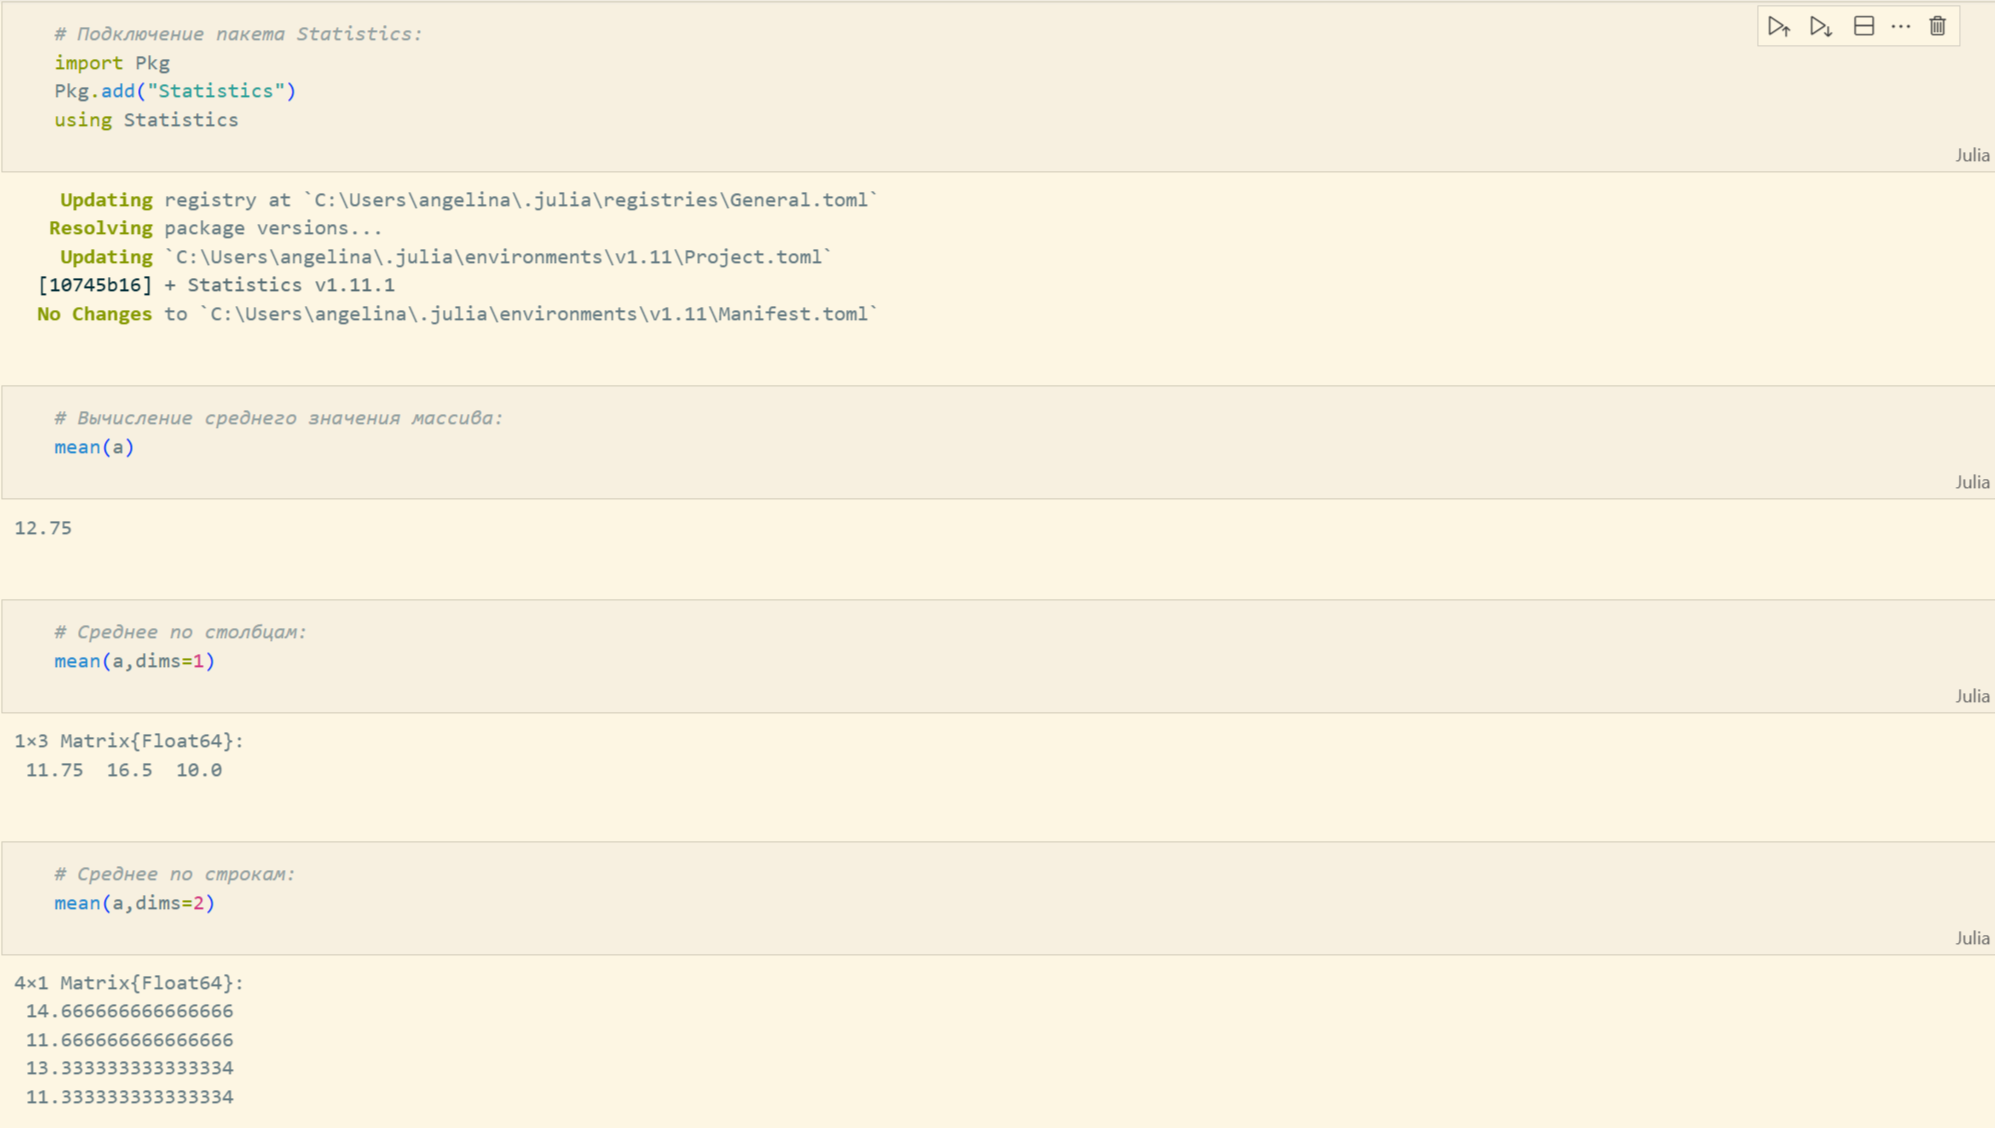 # Подключение пакета Statistics:
import Pkg
Pkg.add("Statistics")
using Statistics
Julia
Updating registry at `C:\Users\angelina\.julia\registries\General.toml`
Resolving package versions...
Updating `C:\Users\angelina\.julia\environments\v1.11\Project.toml`
[10745b16] + Statistics v1.11.1
No Changes to `C:\Users\angelina\.julia\environments\v1.11\Manifest.toml`
# Вычисление среднего значения массива:
mean(a)
Julia
12.75
# Среднее по столбцам:
mean(a,dims=1)
Julia
1×3 Matrix{Float64}:
11.75  16.5  10.0
# Среднее по строкам:
mean(a,dims=2)
Julia
4×1 Matrix{Float64}:
14.666666666666666
11.666666666666666
13.333333333333334
11.333333333333334